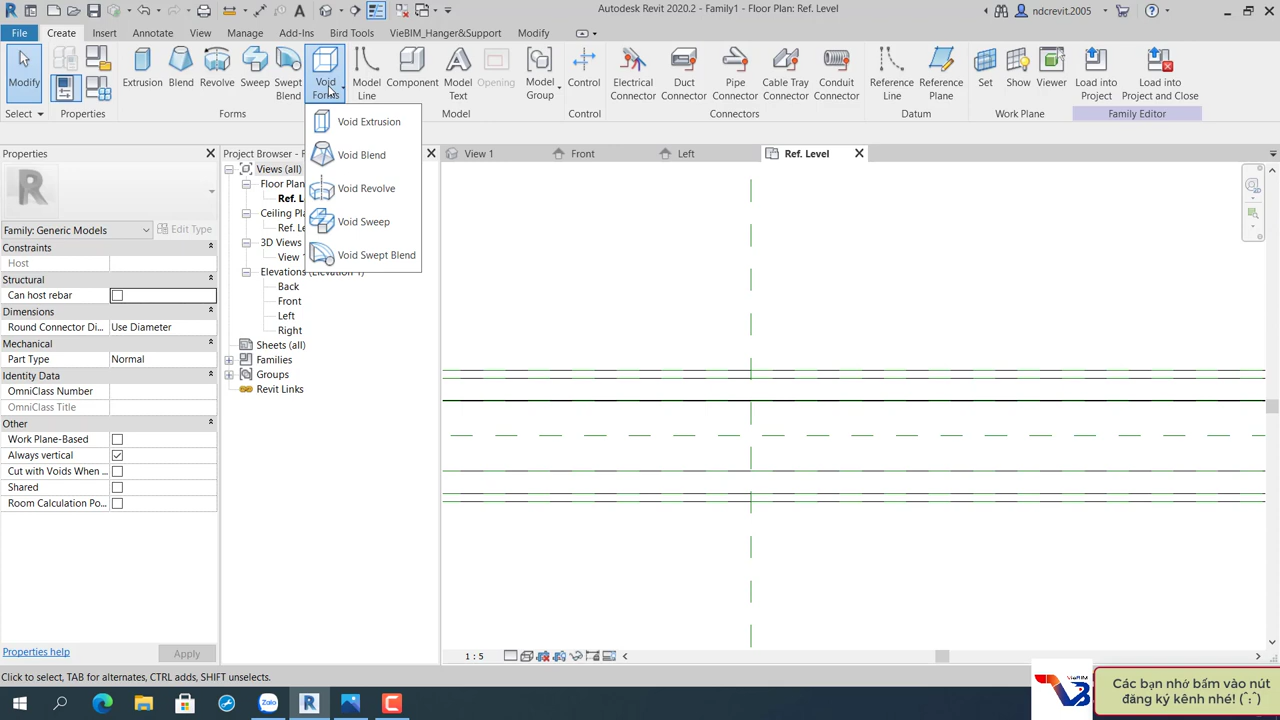 Autodesk Revit 2020.2 - Family1 - Floor Plan: Ref. Level
ndcrevit.2005
File Create Insert Annotate View Manage Add-Ins Bird Tools VieBIM_Hanger&Support Modify
Modify Extrusion Blend Revolve Sweep Swept Blend Void Forms Model Line Component Model Text Opening Model Group Control Electrical Connector Duct Connector Pipe Connector Cable Tray Connector Conduit Connector Reference Line Reference Plane Set Show Viewer Load into Project Load into Project and Close
Select Properties Forms Model Control Connectors Datum Work Plane Family Editor
Void Extrusion
Void Blend
Void Revolve
Void Sweep
Void Swept Blend
Properties
Family: Generic Models Edit Type
Constraints
Host
Structural
Can host rebar
Dimensions
Round Connector Di... Use Diameter
Mechanical
Part Type Normal
Identity Data
OmniClass Number
OmniClass Title
Other
Work Plane-Based
Always vertical
Cut with Voids When ...
Shared
Room Calculation Po...
Properties help Apply
Views (all)
Ref. L
3D Views
View
Back
Front
Left
Right
Sheets (all)
Families
Groups
Revit Links
View 1 Front Left Ref. Level
1 : 5
Click to select, TAB for alternates, CTRL adds, SHIFT unselects.
Zalo
VieBIM
Các bạn nhớ bấm vào nút
đăng ký kênh nhé! (ˆ:ˆ)